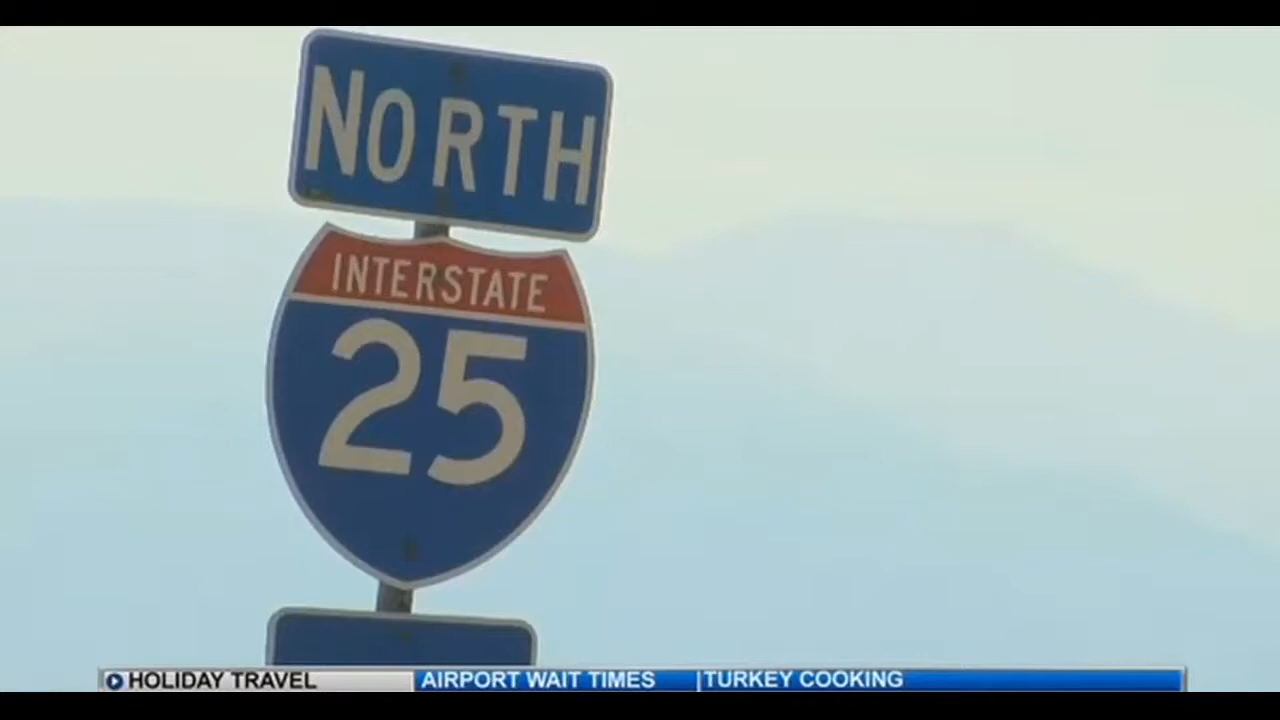 NORTH
INTERSTATE
25
HOLIDAY TRAVEL AIRPORT WAIT TIMES |TURKEY COOKING